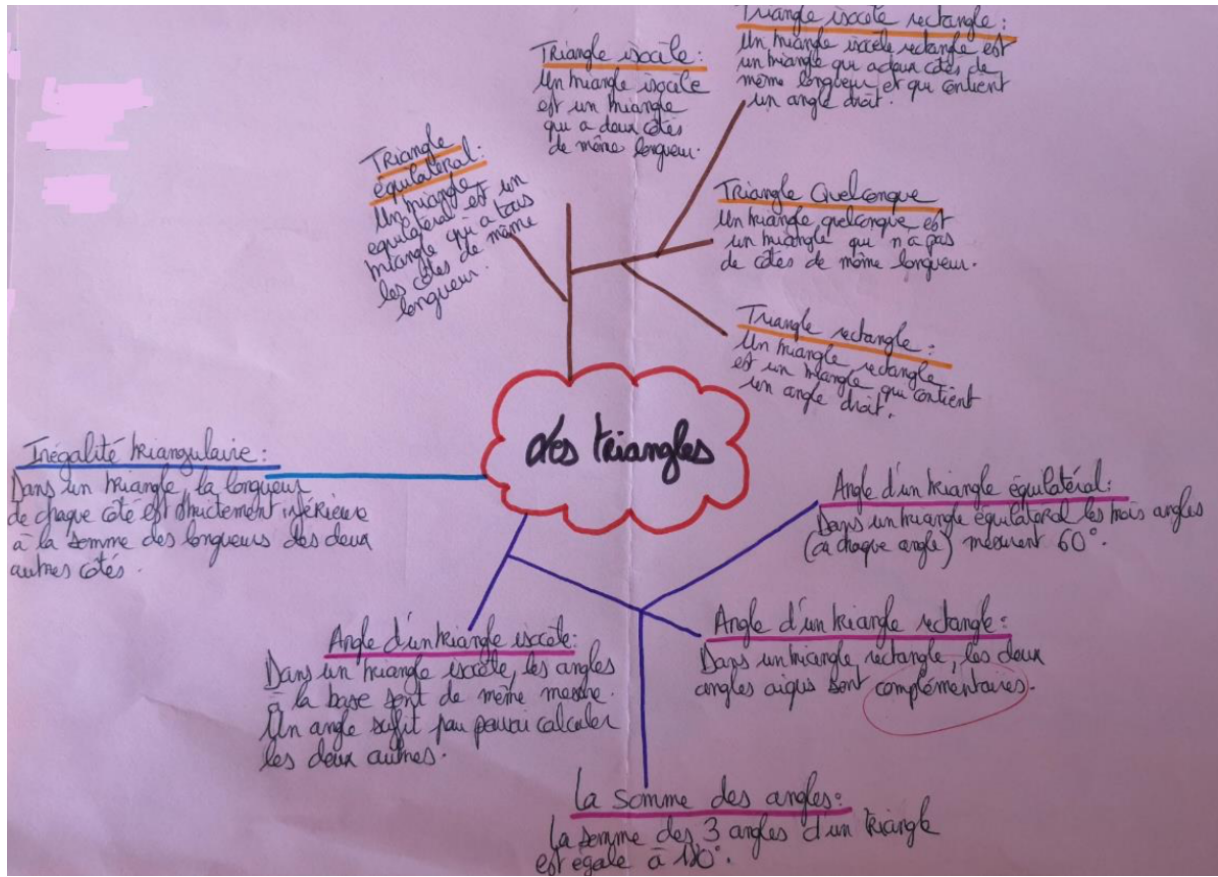 Les triangles
Triangle équilatéral:
Un triangle
équilatéral est un
triangle qui a tous
les côtés de même
longueur.
Triangle isocèle:
Un triangle isocèle
est un triangle
qui a deux côtés
de même longueur.
Triangle isocèle rectangle:
Un triangle isocèle rectangle est
un triangle qui a deux côtés de
même longueur et qui contient
un angle droit.
Triangle Quelconque
Un triangle quelconque est
un triangle qui n'a pas
de côtés de même longueur.
Triangle rectangle:
Un triangle rectangle
est un triangle qui contient
un angle droit.
Inégalité triangulaire:
Dans un triangle, la longueur
de chaque côté est strictement inférieure
à la somme des longueurs des deux
autres côtés.
Angle d'un triangle équilatéral:
Dans un triangle équilatéral les trois angles
chaque angle) mesurent 60°.
Angle d'un triangle rectangle:
Dans un triangle rectangle, les deux
angles aigus sont complémentaires.
Angle d'un triangle isocèle:
Dans un triangle isocèle, les angles
à la base sont de même mesure.
Un angle suffit calculer
les deux autres.
La somme des angles:
la somme des 3 angles d'un triangle
est égale à 180°.